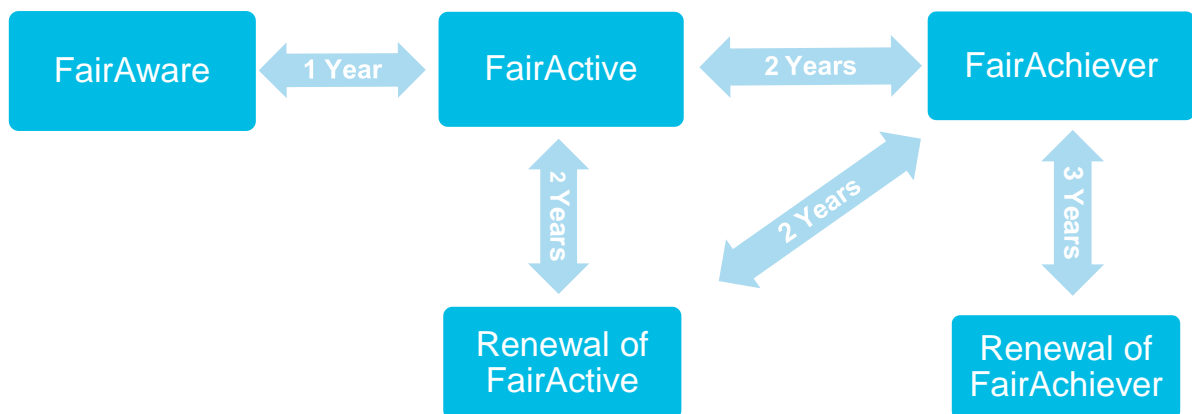 FairAware
1 Year
FairActive
2 Years
FairAchiever
2 Years
2 Years
3 Years
Renewal of
FairActive
Renewal of
FairAchiever